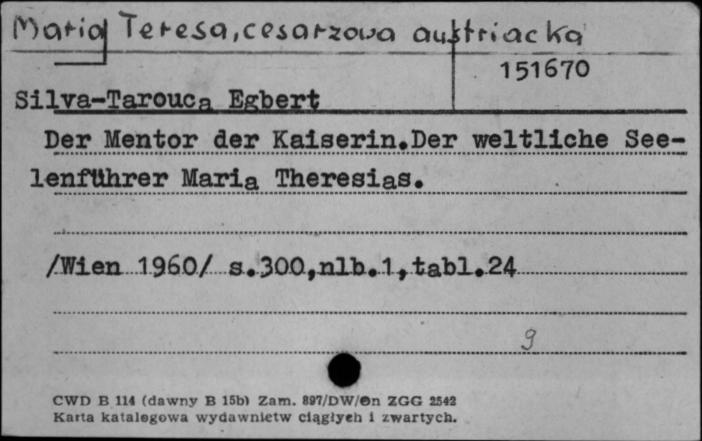 Maria Teresa, cesarzowa austriacka
151670
Silva-Tarouca Egbert
Der Mentor der Kaiserin.Der weltliche See-
lenführer Maria Theresias.
/Wien 1960/ s.300,nlb.1,tabl.24
9
CWD B 114 (dawny B 15b) Zam. 897/DW/Øn ZGG 2542
Karta katalogowa wydawnictw ciągłych i zwartych.